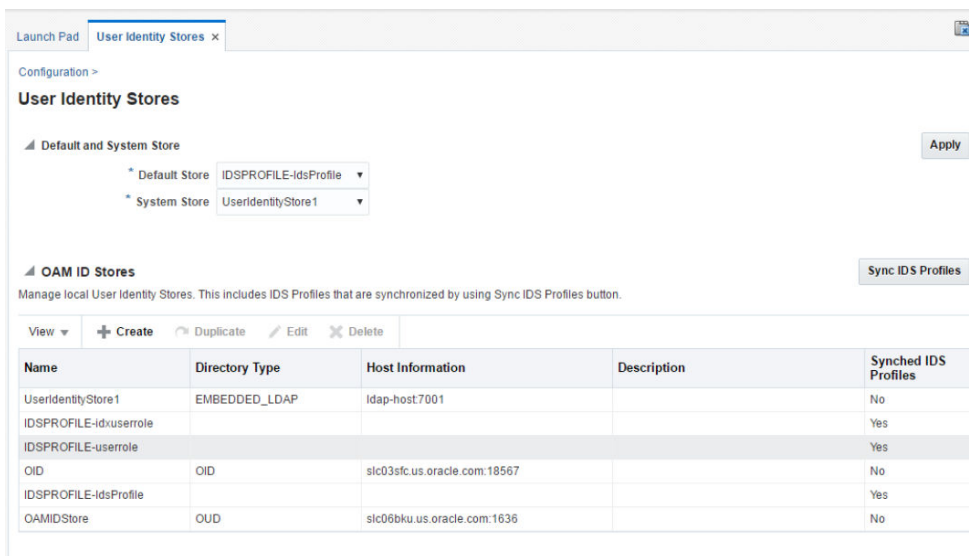 Launch Pad User Identity Stores ×
Configuration >
User Identity Stores
Default and System Store Apply
* Default Store IDSPROFILE-IdsProfile
* System Store UserIdentityStore1
OAM ID Stores Sync IDS Profiles
Manage local User Identity Stores. This includes IDS Profiles that are synchronized by using Sync IDS Profiles button.
View Create Duplicate Edit Delete
Name Directory Type Host Information Description Synched IDS Profiles
UserIdentityStore1 EMBEDDED_LDAP ldap-host:7001 No
IDSPROFILE-idxuserrole Yes
IDSPROFILE-userrole Yes
OID OID slc03sfc.us.oracle.com:18567 No
IDSPROFILE-IdsProfile Yes
OAMIDStore OUD slc06bku.us.oracle.com:1636 No